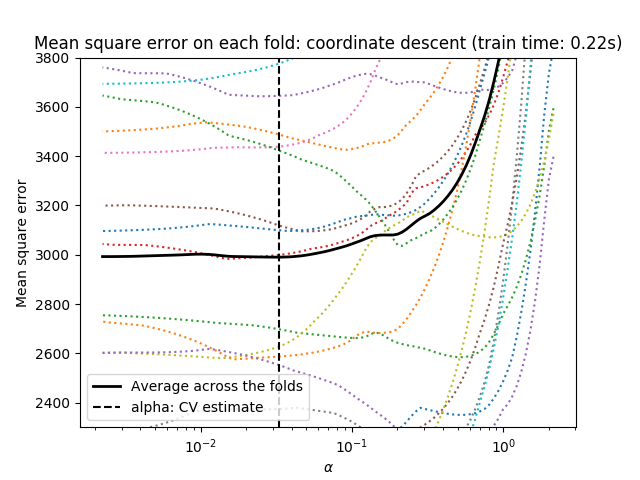 Mean square error on each fold: coordinate descent (train time: 0.22s)
3800
3600
3400
3200
3000
2800
2600
2400
Mean square error
Average across the folds
alpha: CV estimate
10⁻²
10⁻¹
10⁰
α